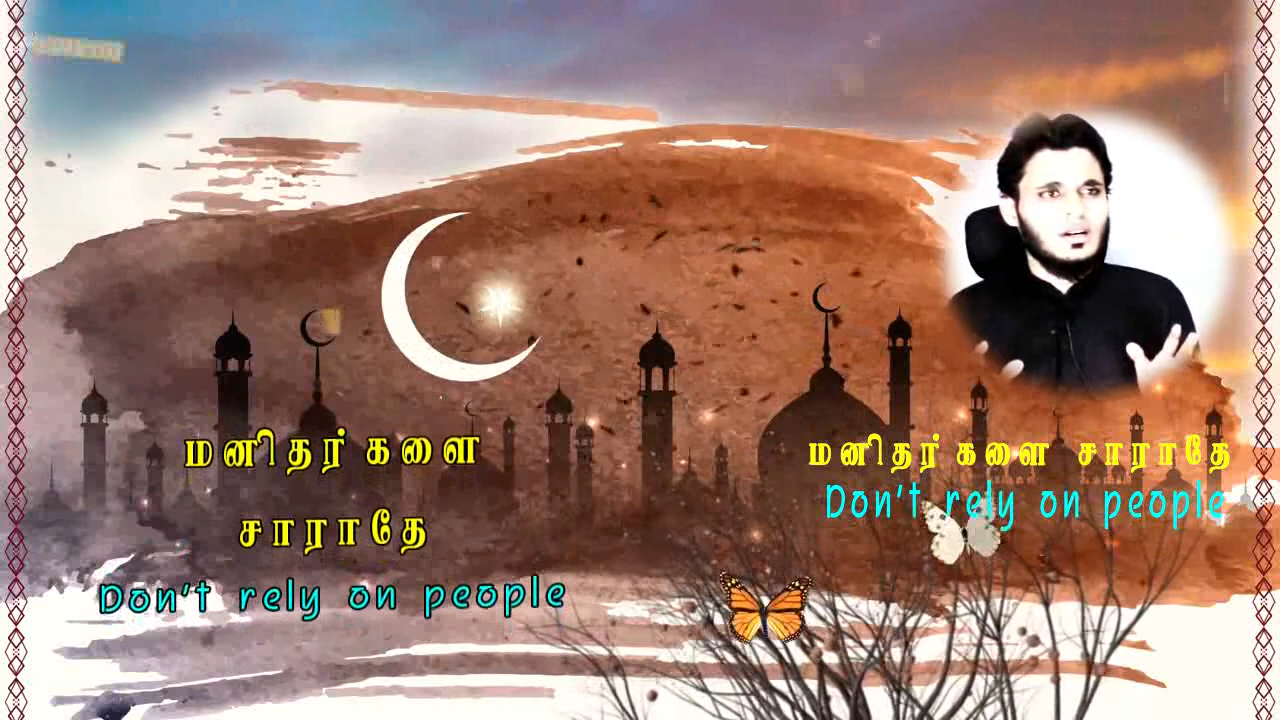 மனிதர்களை
சாராதே
Don't rely on people
மனிதர்களை சாராதே
Don't rely on people